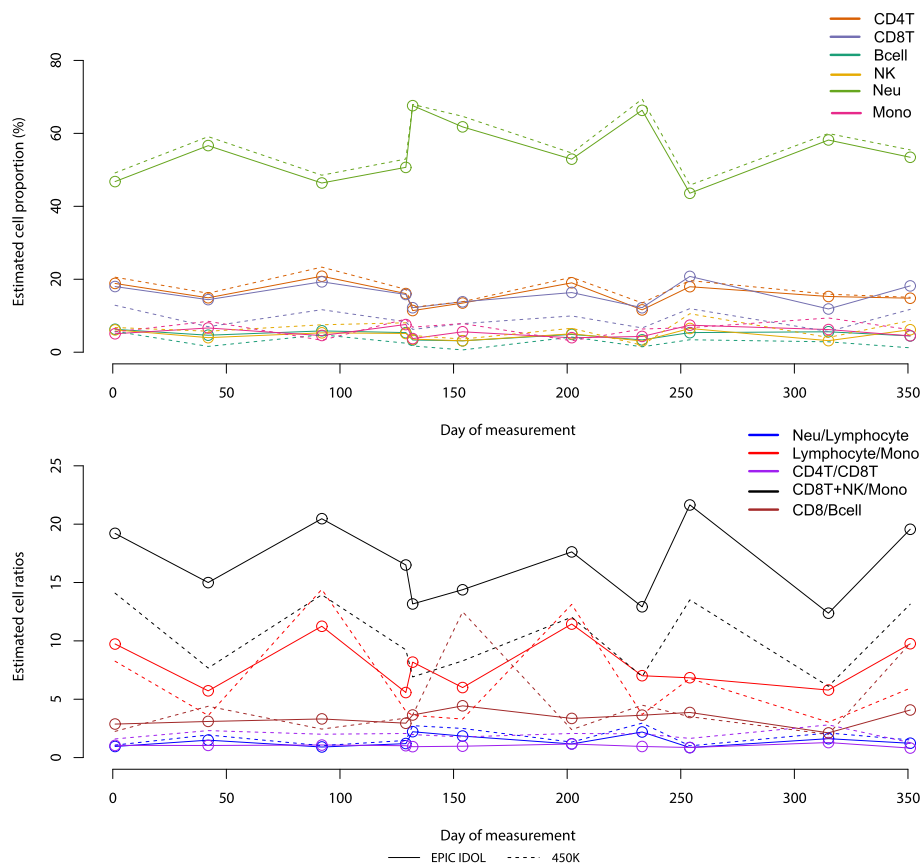 CD4T
CD8T
Bcell
NK
Neu
Mono
80
60
40
20
0
Estimated cell proportion (%)
0 50 100 150 200 250 300 350
Day of measurement
Neu/Lymphocyte
Lymphocyte/Mono
CD4T/CD8T
CD8T+NK/Mono
CD8/Bcell
25
20
15
10
5
0
Estimated cell ratios
0 50 100 150 200 250 300 350
Day of measurement
EPIC IDOL 450K